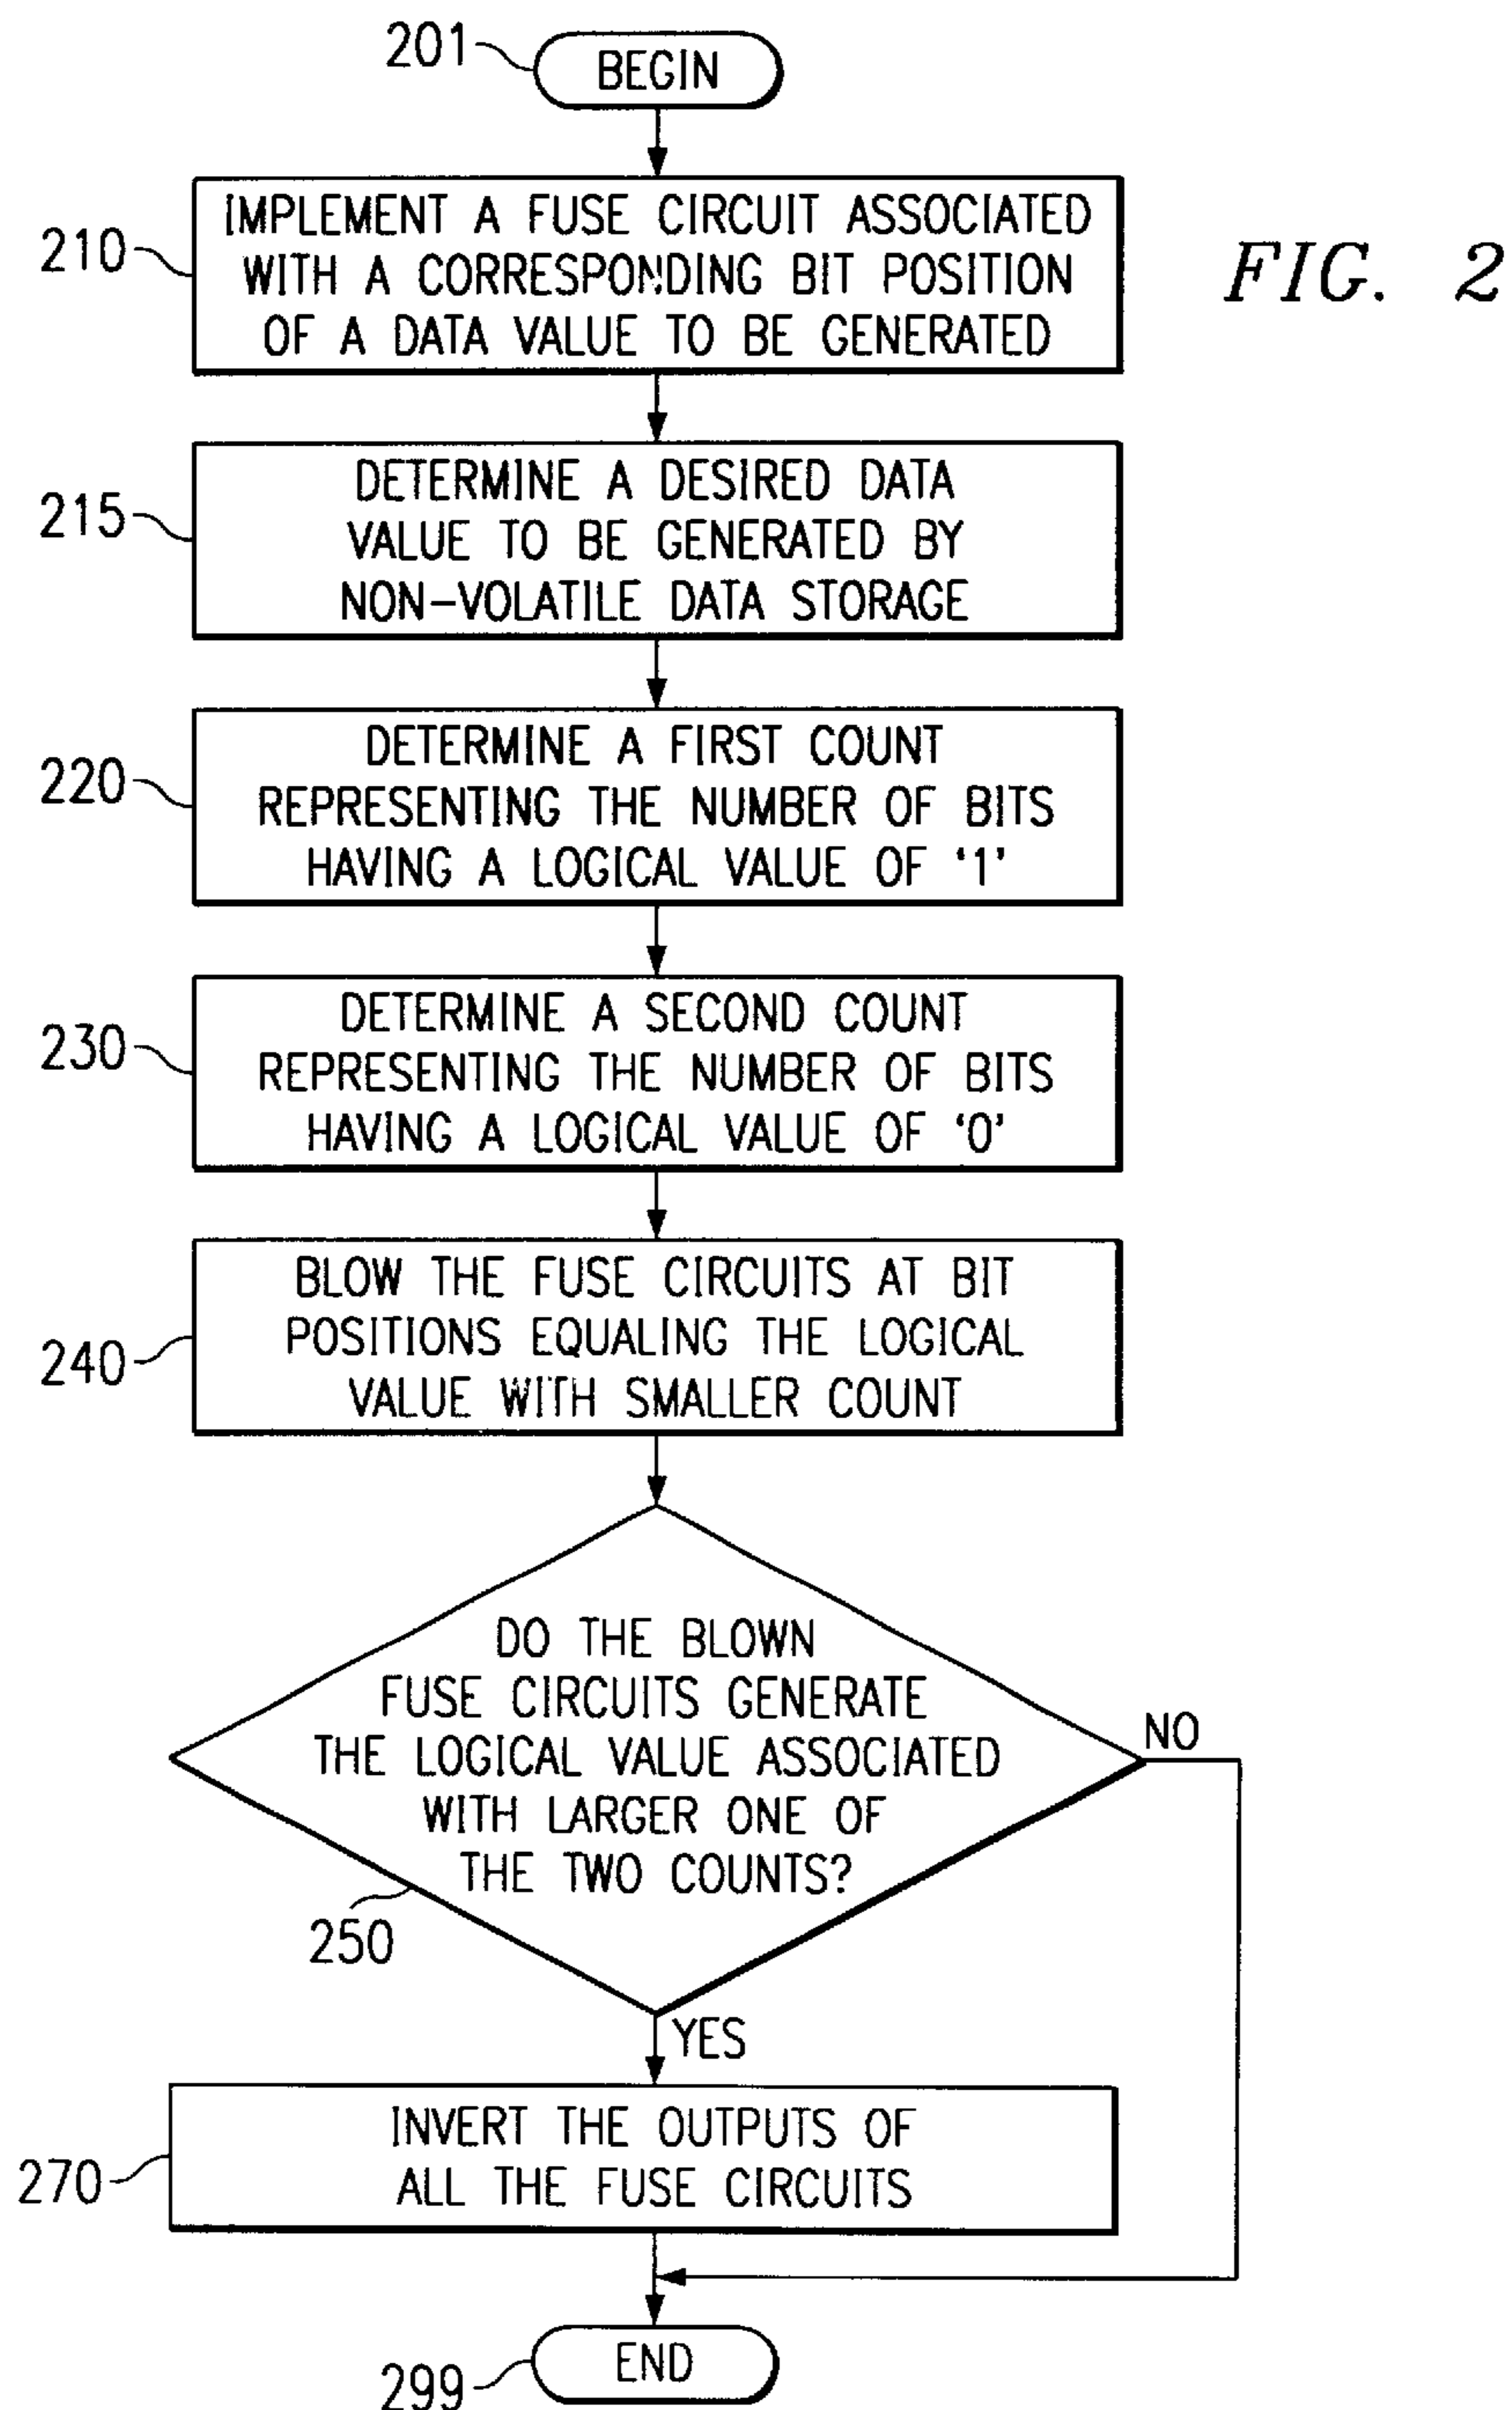 201
BEGIN
210
IMPLEMENT A FUSE CIRCUIT ASSOCIATED
WITH A CORRESPONDING BIT POSITION
OF A DATA VALUE TO BE GENERATED
FIG. 2
215
DETERMINE A DESIRED DATA
VALUE TO BE GENERATED BY
NON-VOLATILE DATA STORAGE
220
DETERMINE A FIRST COUNT
REPRESENTING THE NUMBER OF BITS
HAVING A LOGICAL VALUE OF ‘1’
230
DETERMINE A SECOND COUNT
REPRESENTING THE NUMBER OF BITS
HAVING A LOGICAL VALUE OF ‘0’
240
BLOW THE FUSE CIRCUITS AT BIT
POSITIONS EQUALING THE LOGICAL
VALUE WITH SMALLER COUNT
DO THE BLOWN
FUSE CIRCUITS GENERATE
THE LOGICAL VALUE ASSOCIATED
WITH LARGER ONE OF
THE TWO COUNTS?
NO
250
YES
270
INVERT THE OUTPUTS OF
ALL THE FUSE CIRCUITS
299
END